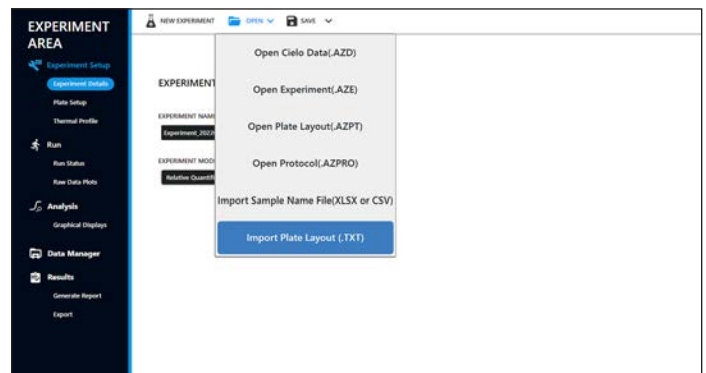 EXPERIMENT
AREA
Experiment Setup
Experiment Details
Plate Setup
Thermal Profile
Run
Run Status
Raw Data Plots
Analysis
Graphical Displays
Data Manager
Results
Generate Report
Export
NEW EXPERIMENT OPEN SAVE
Open Cielo Data(.AZD)
Open Experiment(.AZE)
Open Plate Layout(.AZPT)
Open Protocol(.AZPRO)
Import Sample Name File(XLSX or CSV)
Import Plate Layout (.TXT)
EXPERIMENT
EXPERIMENT NAM
EXPERIMENT MOD
Relative Quantifi